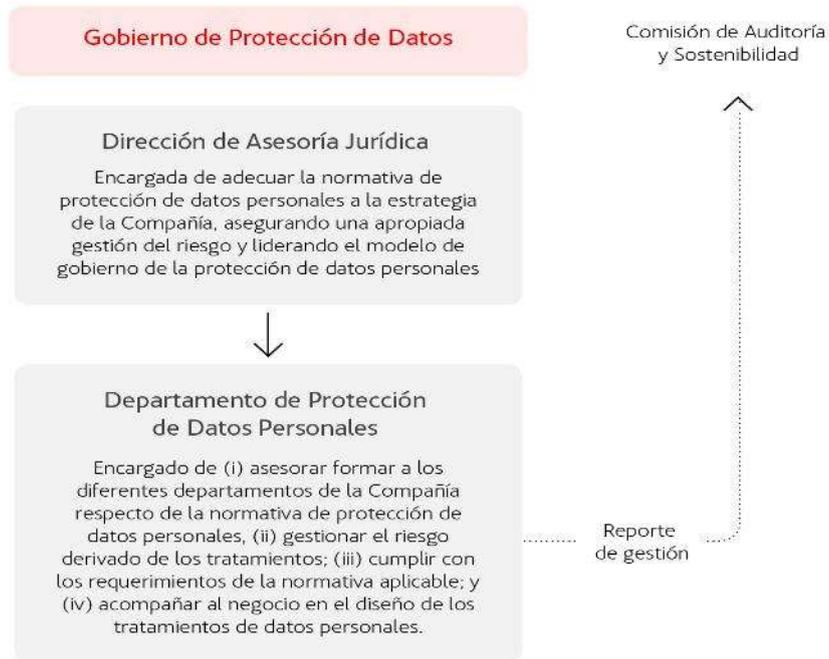 Gobierno de Protección de Datos
Comisión de Auditoría
y Sostenibilidad
Dirección de Asesoría Jurídica
Encargada de adecuar la normativa de
protección de datos personales a la estrategia
de la Compañía, asegurando una apropiada
gestión del riesgo y liderando el modelo de
gobierno de la protección de datos personales
Departamento de Protección
de Datos Personales
Encargado de (i) asesorar formar a los
diferentes departamentos de la Compañía
respecto de la normativa de protección de
datos personales, (ii) gestionar el riesgo
derivado de los tratamientos; (iii) cumplir con
los requerimientos de la normativa aplicable; y
(iv) acompañar al negocio en el diseño de los
tratamientos de datos personales.
Reporte
de gestión